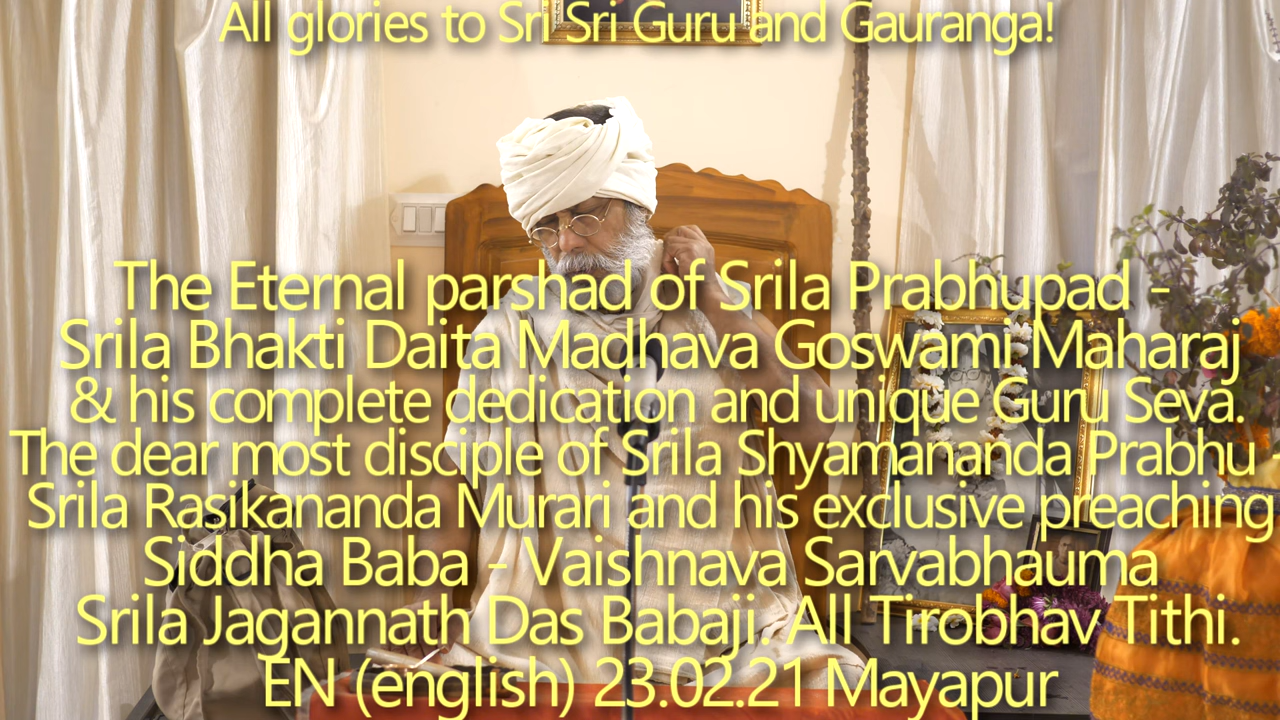 All glories to Sri Sri Guru and Gauranga!
The Eternal parshad of Srila Prabhupad -
Srila Bhakti Daita Madhava Goswami Maharaj
& his complete dedication and unique Guru Seva.
The dear most disciple of Srila Shyamananda Prabhu -
Srila Rasikananda Murari and his exclusive preaching
Siddha Baba - Vaishnava Sarvabhauma
Srila Jagannath Das Babaji. All Tirobhav Tithi.
EN (english) 23.02.21 Mayapur